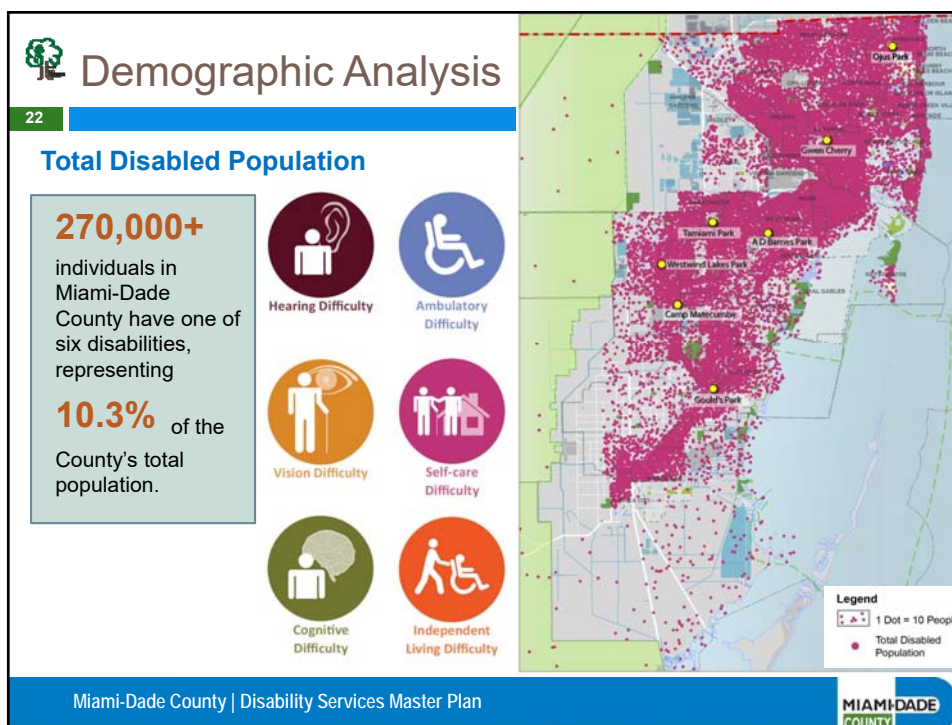 Demographic Analysis
22
Total Disabled Population
270,000+
individuals in
Miami-Dade
County have one of
six disabilities,
representing
10.3% of the
County's total
population.
Hearing Difficulty
Ambulatory
Difficulty
Vision Difficulty
Self-care
Difficulty
Cognitive
Difficulty
Independent
Living Difficulty
Ojus Park
Gwen Cherry
Tamiami Park
A D Barnes Park
Westwind Lakes Park
Camp Matecumbe
Gould's Park
Legend
1 Dot = 10 Peopl
Total Disabled
Population
Miami-Dade County | Disability Services Master Plan
MIAMI-DADE
COUNTY